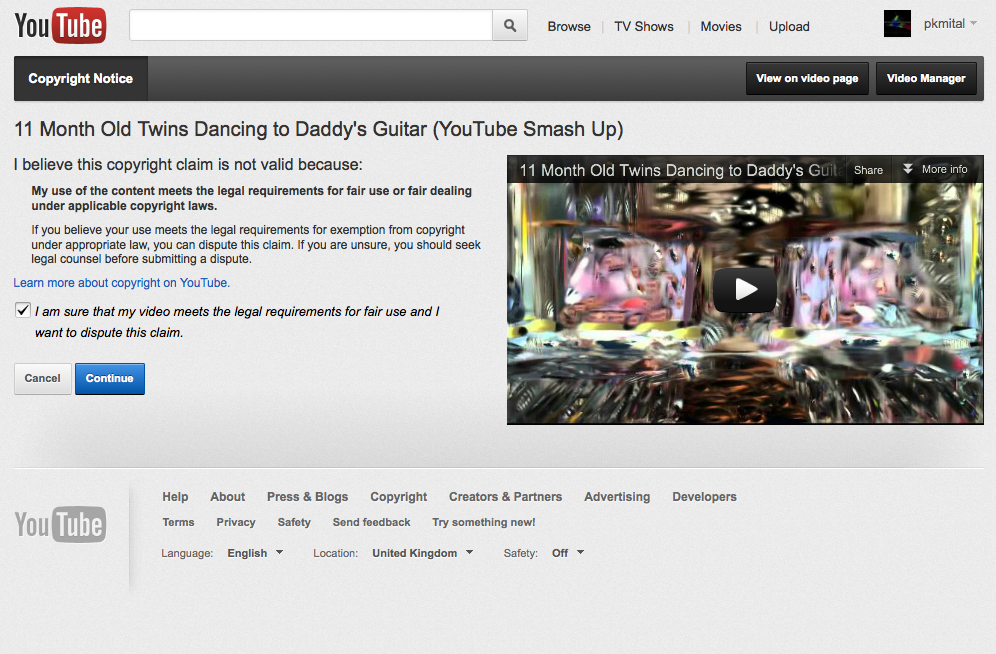 YouTube
Browse
TV Shows
Movies
Upload
pkmital
Copyright Notice
View on video page
Video Manager
11 Month Old Twins Dancing to Daddy's Guitar (YouTube Smash Up)
I believe this copyright claim is not valid because:
My use of the content meets the legal requirements for fair use or fair dealing
under applicable copyright laws.
If you believe your use meets the legal requirements for exemption from copyright
under appropriate law, you can dispute this claim. If you are unsure, you should seek
legal counsel before submitting a dispute.
Learn more about copyright on YouTube.
I am sure that my video meets the legal requirements for fair use and I
want to dispute this claim.
Cancel
Continue
11 Month Old Twins Dancing to Daddy's Guit
Share
More info
YouTube
Help About Press & Blogs Copyright Creators & Partners Advertising Developers
Terms Privacy Safety Send feedback Try something new!
Language: English Location: United Kingdom Safety: Off